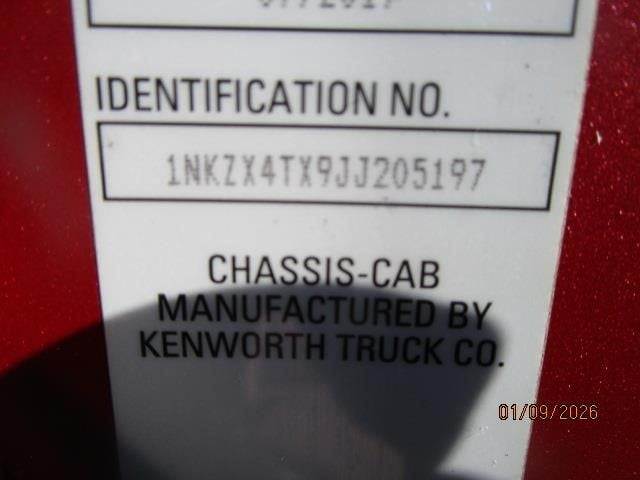 IDENTIFICATION NO.
1NKZX4TX9JJ205197
CHASSIS-CAB
MANUFACTURED BY
KENWORTH TRUCK CO.
01/09/2026